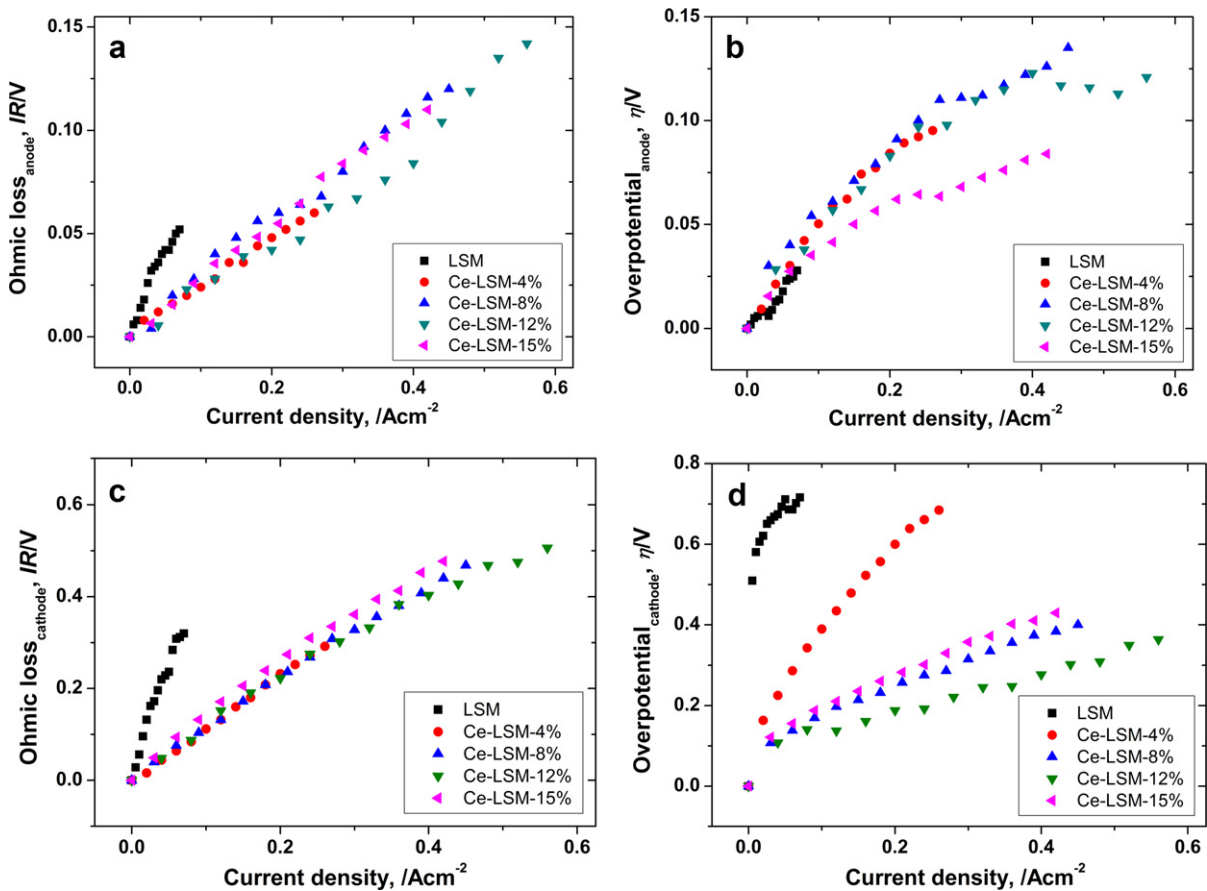 a
0.15
0.10
0.05
0.00
Ohmic loss_anode, IR/V
LSM
Ce-LSM-4%
Ce-LSM-8%
Ce-LSM-12%
Ce-LSM-15%
0.0 0.2 0.4 0.6
Current density, /Acm⁻²
b
0.15
0.10
0.05
0.00
Overpotential_anode, η/V
LSM
Ce-LSM-4%
Ce-LSM-8%
Ce-LSM-12%
Ce-LSM-15%
0.0 0.2 0.4 0.6
Current density, /Acm⁻²
c
0.6
0.4
0.2
0.0
Ohmic loss_cathode, IR/V
LSM
Ce-LSM-4%
Ce-LSM-8%
Ce-LSM-12%
Ce-LSM-15%
0.0 0.2 0.4 0.6
Current density, /Acm⁻²
d
0.8
0.6
0.4
0.2
0.0
Overpotential_cathode, η/V
LSM
Ce-LSM-4%
Ce-LSM-8%
Ce-LSM-12%
Ce-LSM-15%
0.0 0.2 0.4 0.6
Current density, /Acm⁻²